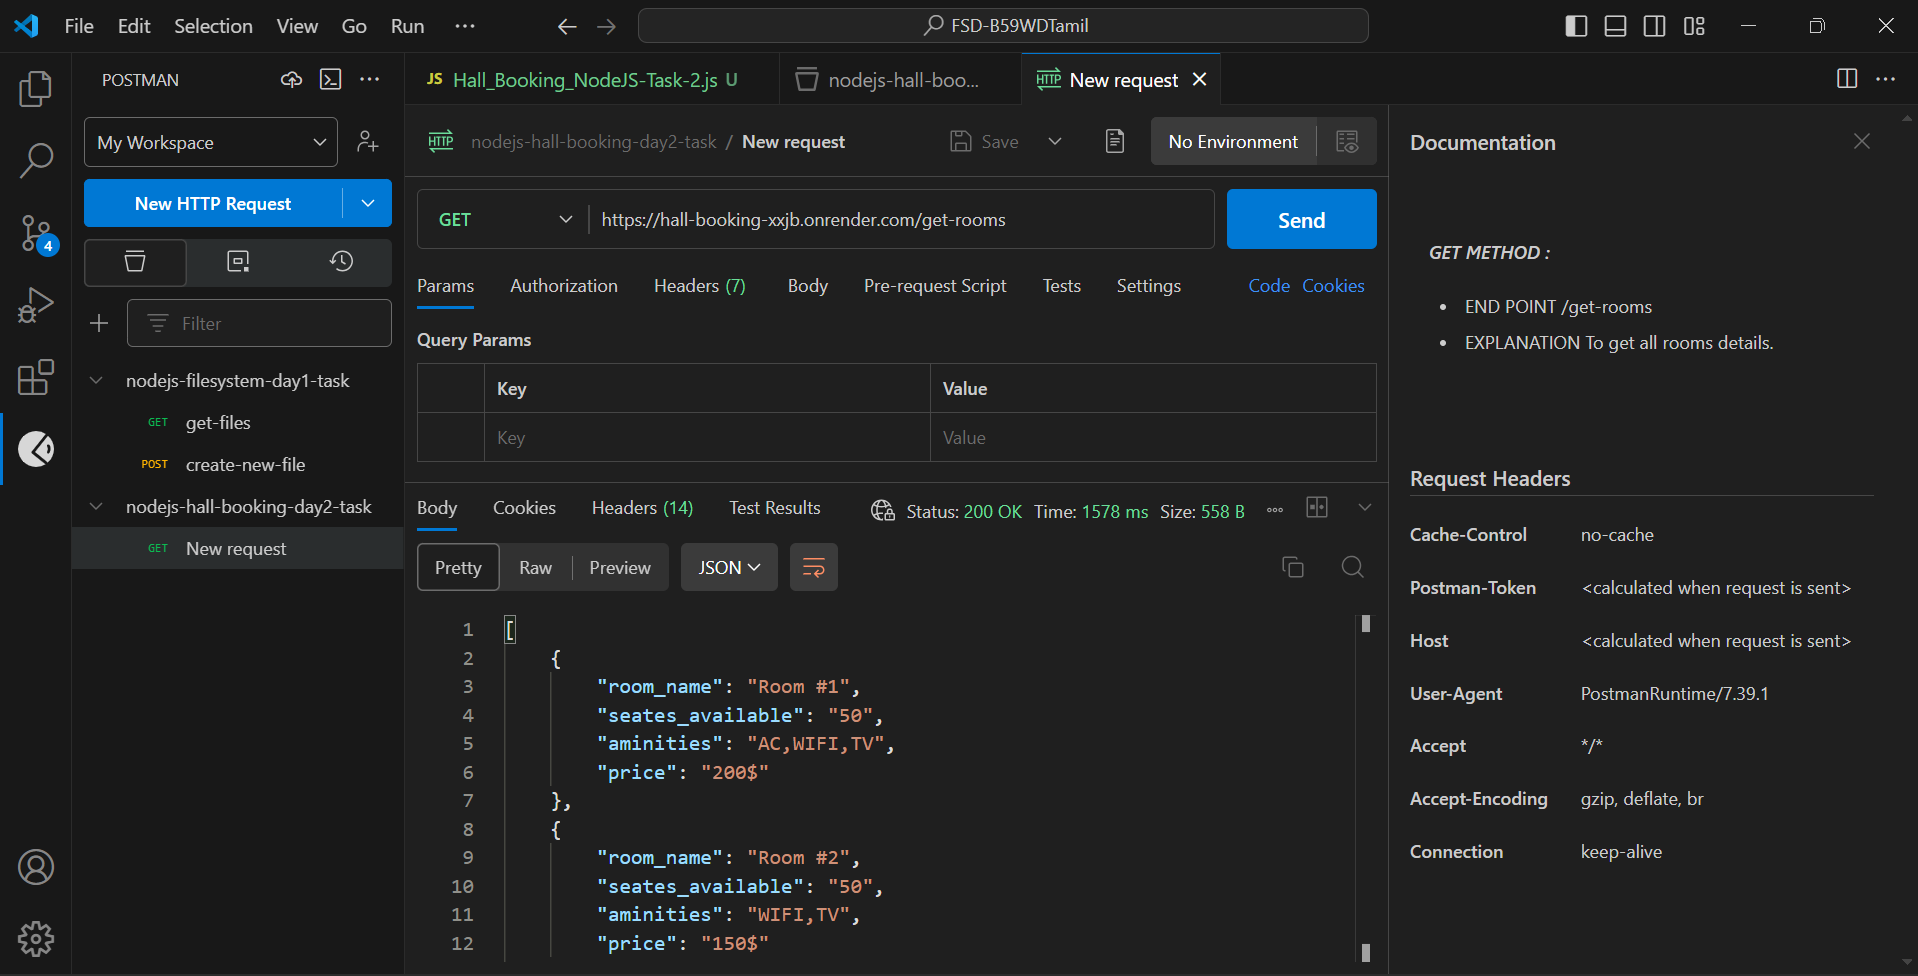 File Edit Selection View Go Run ··· FSD-B59WDTamil
POSTMAN
My Workspace
New HTTP Request
Filter
nodejs-filesystem-day1-task
GET get-files
POST create-new-file
nodejs-hall-booking-day2-task
GET New request
4
JS Hall_Booking_NodeJS-Task-2.js U
nodejs-hall-boo...
HTTP New request
HTTP nodejs-hall-booking-day2-task / New request
Save
No Environment
GET https://hall-booking-xxjb.onrender.com/get-rooms
Send
Params Authorization Headers (7) Body Pre-request Script Tests Settings Code Cookies
Query Params
Key Value
Key Value
Body Cookies Headers (14) Test Results Status: 200 OK Time: 1578 ms Size: 558 B
Pretty Raw Preview JSON
1 [
2 {
3 "room_name": "Room #1",
4 "seates_available": "50",
5 "aminities": "AC,WIFI,TV",
6 "price": "200$"
7 },
8 {
9 "room_name": "Room #2",
10 "seates_available": "50",
11 "aminities": "WIFI,TV",
12 "price": "150$"
Documentation
GET METHOD :
• END POINT /get-rooms
• EXPLANATION To get all rooms details.
Request Headers
Cache-Control no-cache
Postman-Token <calculated when request is sent>
Host <calculated when request is sent>
User-Agent PostmanRuntime/7.39.1
Accept */*
Accept-Encoding gzip, deflate, br
Connection keep-alive